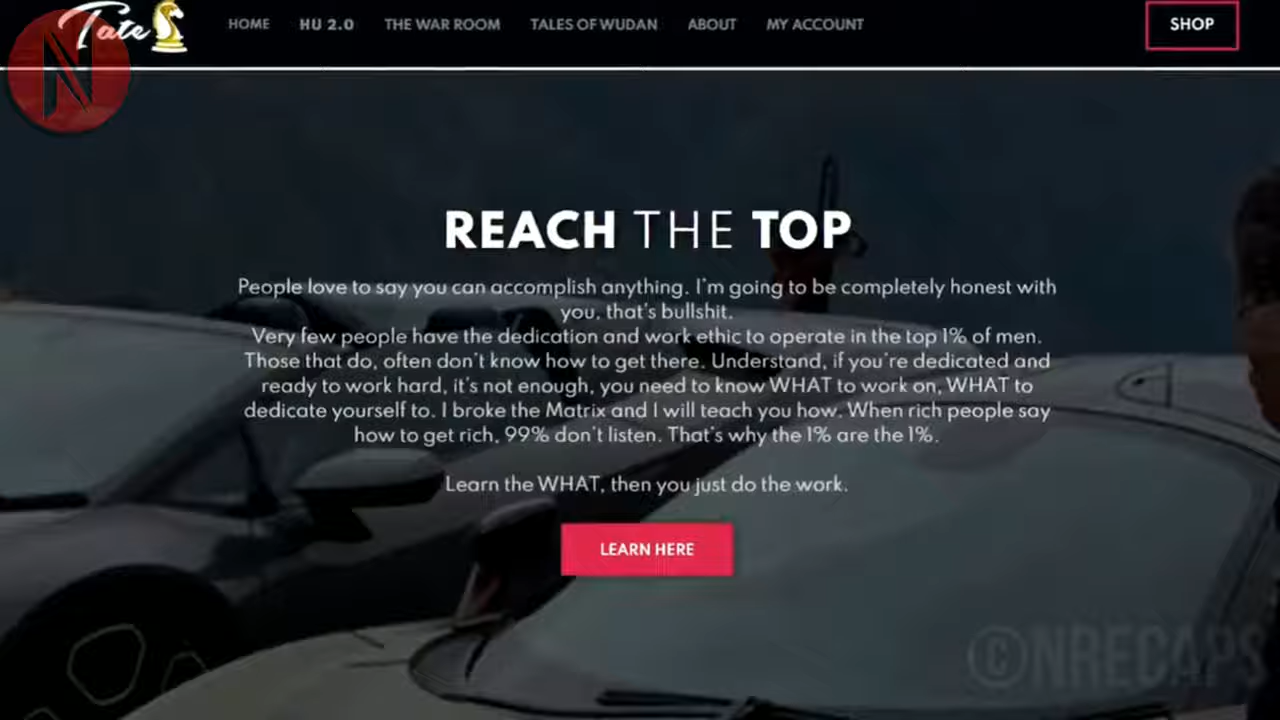 Tate
HOME HU 2.0 THE WAR ROOM TALES OF WUDAN ABOUT MY ACCOUNT SHOP
N
REACH THE TOP
People love to say you can accomplish anything. I'm going to be completely honest with
you, that's bullshit.
Very few people have the dedication and work ethic to operate in the top 1% of men.
Those that do, often don't know how to get there. Understand, if you're dedicated and
ready to work hard, it's not enough, you need to know WHAT to work on, WHAT to
dedicate yourself to. I broke the Matrix and I will teach you how. When rich people say
how to get rich, 99% don't listen. That's why the 1% are the 1%.
Learn the WHAT, then you just do the work.
LEARN HERE
©NRECAPS